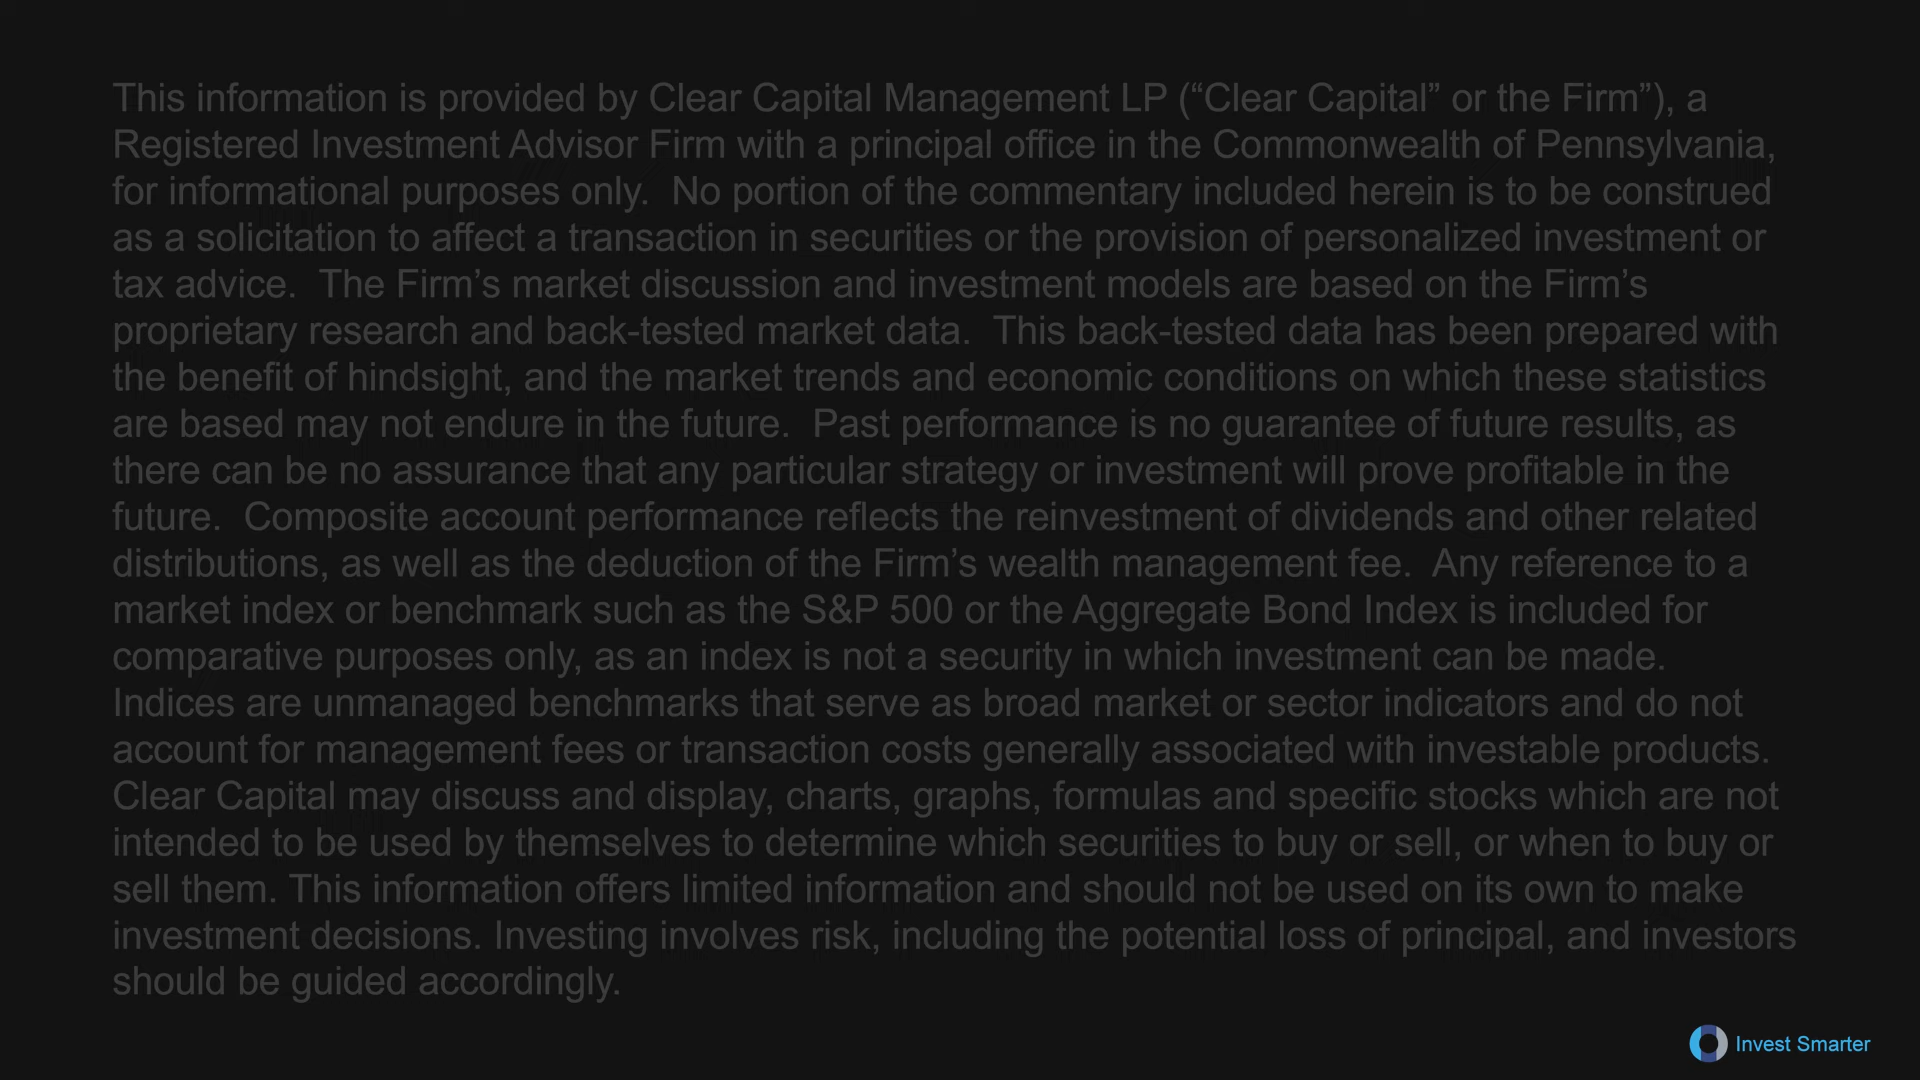 This information is provided by Clear Capital Management LP (“Clear Capital” or the Firm”), a
Registered Investment Advisor Firm with a principal office in the Commonwealth of Pennsylvania,
for informational purposes only.  No portion of the commentary included herein is to be construed
as a solicitation to affect a transaction in securities or the provision of personalized investment or
tax advice.  The Firm’s market discussion and investment models are based on the Firm’s
proprietary research and back-tested market data.  This back-tested data has been prepared with
the benefit of hindsight, and the market trends and economic conditions on which these statistics
are based may not endure in the future.  Past performance is no guarantee of future results, as
there can be no assurance that any particular strategy or investment will prove profitable in the
future.  Composite account performance reflects the reinvestment of dividends and other related
distributions, as well as the deduction of the Firm’s wealth management fee.  Any reference to a
market index or benchmark such as the S&P 500 or the Aggregate Bond Index is included for
comparative purposes only, as an index is not a security in which investment can be made.
Indices are unmanaged benchmarks that serve as broad market or sector indicators and do not
account for management fees or transaction costs generally associated with investable products.
Clear Capital may discuss and display, charts, graphs, formulas and specific stocks which are not
intended to be used by themselves to determine which securities to buy or sell, or when to buy or
sell them. This information offers limited information and should not be used on its own to make
investment decisions. Investing involves risk, including the potential loss of principal, and investors
should be guided accordingly.
Invest Smarter